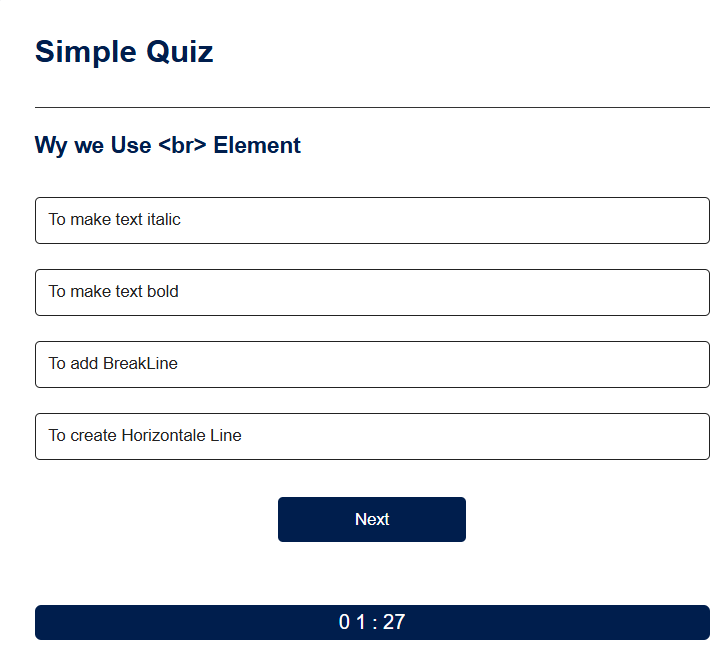 Simple Quiz
Wy we Use <br> Element
To make text italic
To make text bold
To add BreakLine
To create Horizontale Line
Next
0 1 : 27